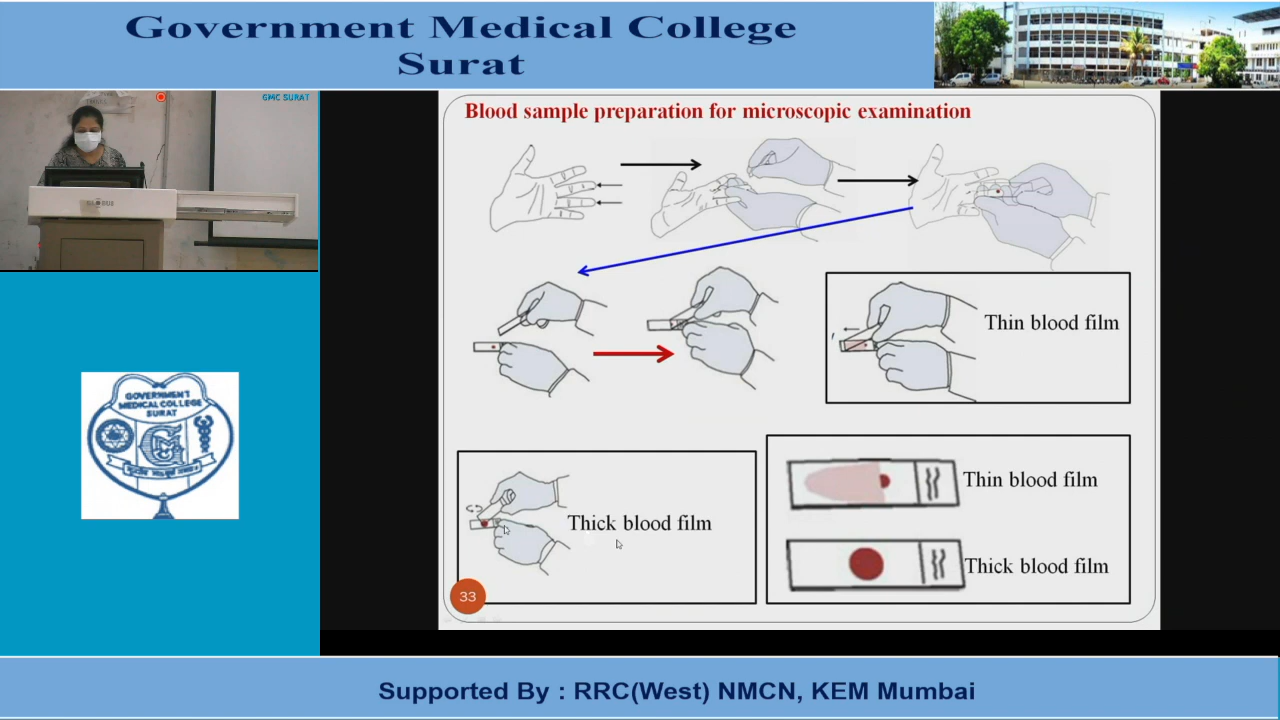 Government Medical College
Surat
GMC SURAT
Blood sample preparation for microscopic examination
Thin blood film
Thick blood film
Thin blood film
Thick blood film
33
GOVERNMENT
MEDICAL COLLEGE
SURAT
Supported By : RRC(West) NMCN, KEM Mumbai